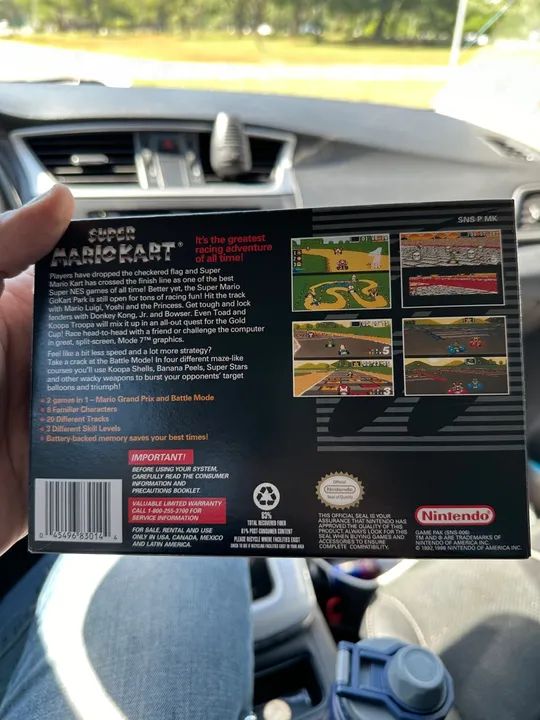 SNS P MK
SUPER
MARIOKART®
It's the greatest
racing adventure
of all time!
Players have dropped the checkered flag and Super
Mario Kart has crossed the finish line as one of the best
Super NES games of all time! Better yet, the Super Mario
GoKart Park is still open for tons of racing fun! Hit the track
with Mario Luigi, Yoshi and the Princess. Get tough and lock
fenders with Donkey Kong, Jr. and Bowser. Even Toad and
Koopa Troopa will mix it up in an all-out quest for the Gold
Cup! Race head-to-head with a friend or challenge the computer
in great, split-screen, Mode 7™ graphics.
Feel like a bit less speed and a lot more strategy?
Take a crack at the Battle Mode! In four different maze-like
courses you'll use Koopa Shells, Banana Peels, Super Stars
and other wacky weapons to burst your opponents' target
balloons and triumph!
• 2 games in 1 – Mario Grand Prix and Battle Mode
• 8 Familiar Characters
• 20 Different Tracks
• 3 Different Skill Levels
• Battery-backed memory saves your best times!
IMPORTANT!
BEFORE USING YOUR SYSTEM,
CAREFULLY READ THE CONSUMER
INFORMATION AND
PRECAUTIONS BOOKLET.
VALUABLE LIMITED WARRANTY
CALL 1-800-255-3700 FOR
SERVICE INFORMATION
FOR SALE, RENTAL AND USE
ONLY IN USA, CANADA, MEXICO
AND LATIN AMERICA.
0 45496 83014 4
63%
TOTAL RECOVERED FIBER
PLEASE RECYCLE WHERE FACILITIES EXIST
Official
Nintendo
Seal of Quality
THIS OFFICIAL SEAL IS YOUR
ASSURANCE THAT NINTENDO HAS
APPROVED THE QUALITY OF THIS
PRODUCT. ALWAYS LOOK FOR THIS
SEAL WHEN BUYING GAMES AND
ACCESSORIES TO ENSURE
COMPLETE COMPATIBILITY.
Nintendo®
GAME PAK (SNS-006)
TM AND ® ARE TRADEMARKS OF
NINTENDO OF AMERICA INC.
© 1992, 1996 NINTENDO OF AMERICA INC.